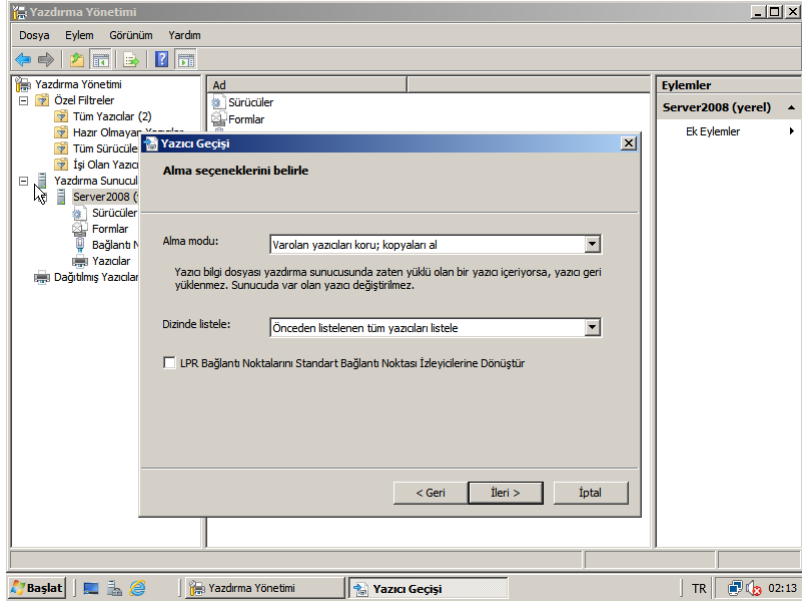 Yazdırma Yönetimi
Dosya Eylem Görünüm Yardım
Yazdırma Yönetimi
Özel Filtreler
Tüm Yazıcılar (2)
Hazır Olmayan
Tüm Sürücüle
İşi Olan Yazıcı
Yazdırma Sunucul
Server2008 (
Sürücüler
Formlar
Bağlantı N
Yazıcılar
Dağıtılmış Yazıcılar
Ad
Sürücüler
Formlar
Eylemler
Server2008 (yerel)
Ek Eylemler
Yazıcı Geçişi
Alma seçeneklerini belirle
Alma modu:
Varolan yazıcıları koru; kopyaları al
Yazıcı bilgi dosyası yazdırma sunucusunda zaten yüklü olan bir yazıcı içeriyorsa, yazıcı geri
yüklenmez. Sunucuda var olan yazıcı değiştirilmez.
Dizinde listele:
Önceden listelenen tüm yazıcıları listele
LPR Bağlantı Noktalarını Standart Bağlantı Noktası İzleyicilerine Dönüştür
< Geri İleri > İptal
Başlat Yazdırma Yönetimi Yazıcı Geçişi TR 02:13